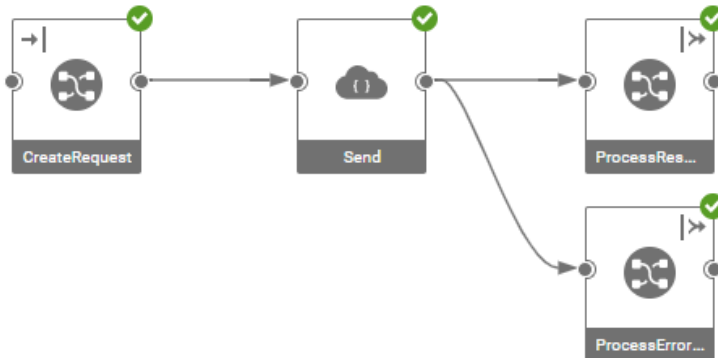 CreateRequest
Send
ProcessRes...
ProcessError...
{ }